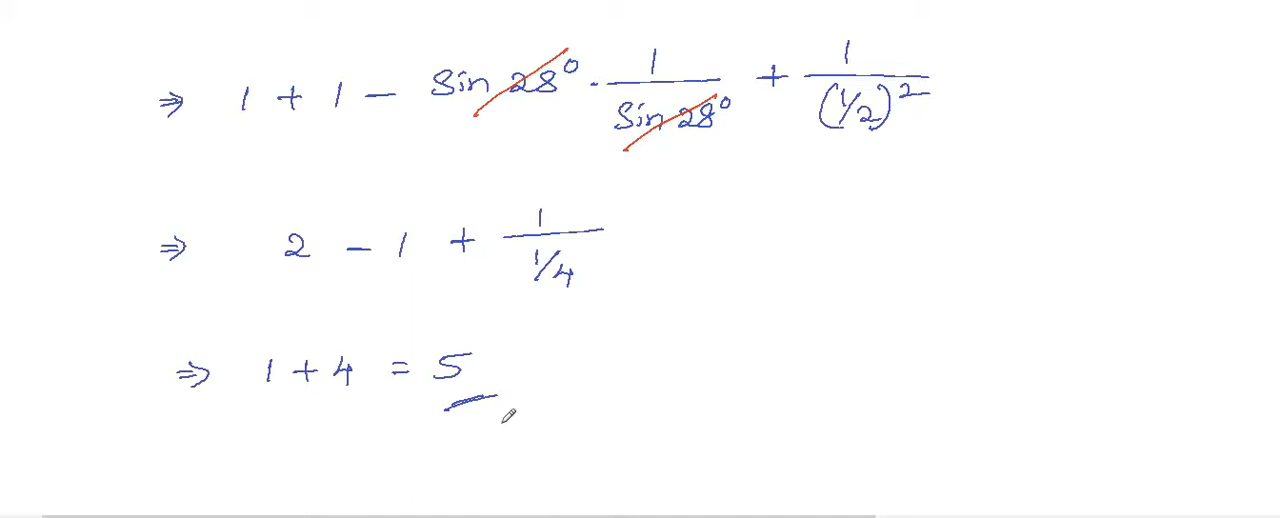 ⇒ 1 + 1 - Sin 28° · 1/Sin 28° + 1/(1/2)²
⇒ 2 - 1 + 1/(1/4)
⇒ 1 + 4 = 5